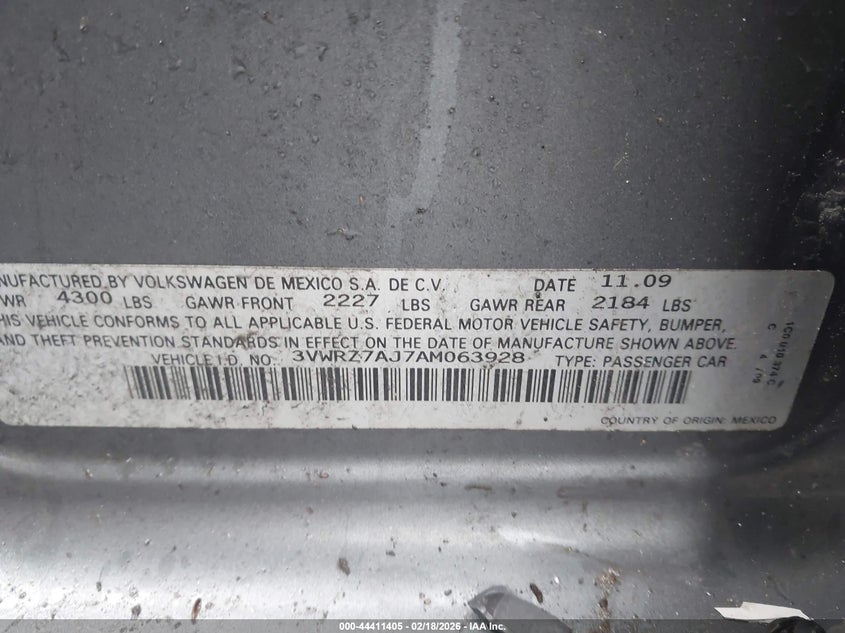 NUFACTURED BY VOLKSWAGEN DE MEXICO S.A. DE C.V. DATE 11.09
WR 4300 LBS GAWR FRONT 2227 LBS GAWR REAR 2184 LBS
HIS VEHICLE CONFORMS TO ALL APPLICABLE U.S. FEDERAL MOTOR VEHICLE SAFETY, BUMPER,
AND THEFT PREVENTION STANDARDS IN EFFECT ON THE DATE OF MANUFACTURE SHOWN ABOVE.
VEHICLE I.D. NO. 3VWRZ7AJ7AM063928 TYPE: PASSENGER CAR
COUNTRY OF ORIGIN: MEXICO
000-44411405 - 02/18/2026 - IAA Inc.